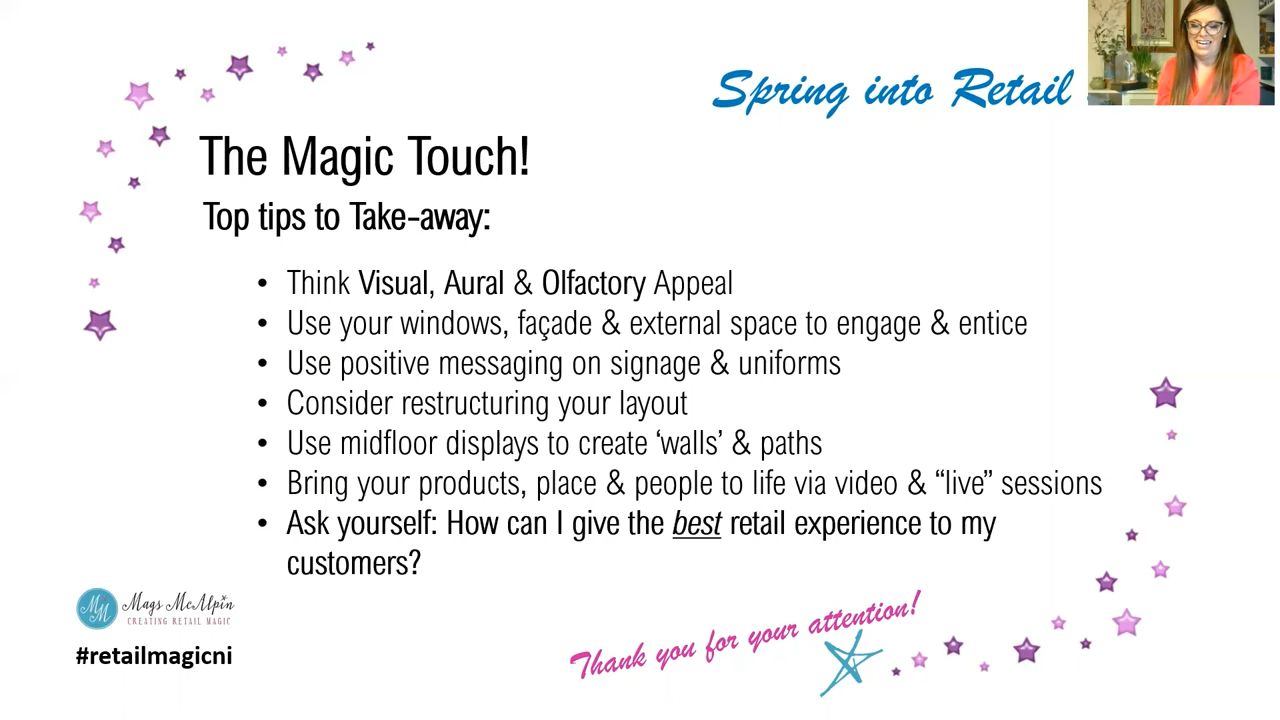 Spring into Retail
The Magic Touch!
Top tips to Take-away:
• Think Visual, Aural & Olfactory Appeal
• Use your windows, façade & external space to engage & entice
• Use positive messaging on signage & uniforms
• Consider restructuring your layout
• Use midfloor displays to create ‘walls’ & paths
• Bring your products, place & people to life via video & “live” sessions
• Ask yourself: How can I give the best retail experience to my
customers?
MM
Mags McAlpin
CREATING RETAIL MAGIC
#retailmagicni
Thank you for your attention!